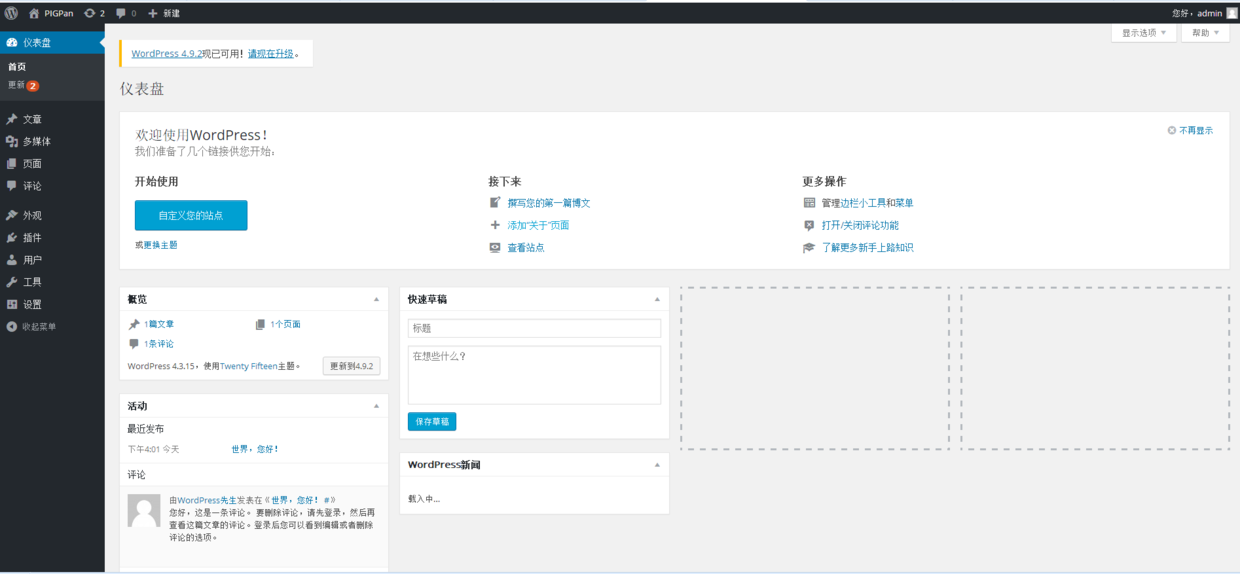 PIGPan 2 0 新建 您好，admin
显示选项 帮助
仪表盘
首页
更新 2
文章
多媒体
页面
评论
外观
插件
用户
工具
设置
收起菜单
WordPress 4.9.2现已可用！请现在升级。
仪表盘
欢迎使用WordPress！
我们准备了几个链接供您开始：
不再显示
开始使用
自定义您的站点
或更换主题
接下来
撰写您的第一篇博文
添加“关于”页面
查看站点
更多操作
管理边栏小工具和菜单
打开/关闭评论功能
了解更多新手上路知识
概览
1篇文章 1个页面
1条评论
WordPress 4.3.15，使用Twenty Fifteen主题。 更新到4.9.2
活动
最近发布
下午4:01 今天 世界，您好！
评论
由WordPress先生发表在《世界，您好！ #》
您好，这是一条评论。 要删除评论，请先登录，然后再
查看这篇文章的评论。登录后您可以看到编辑或者删除
评论的选项。
快速草稿
标题
在想些什么？
保存草稿
WordPress新闻
载入中…